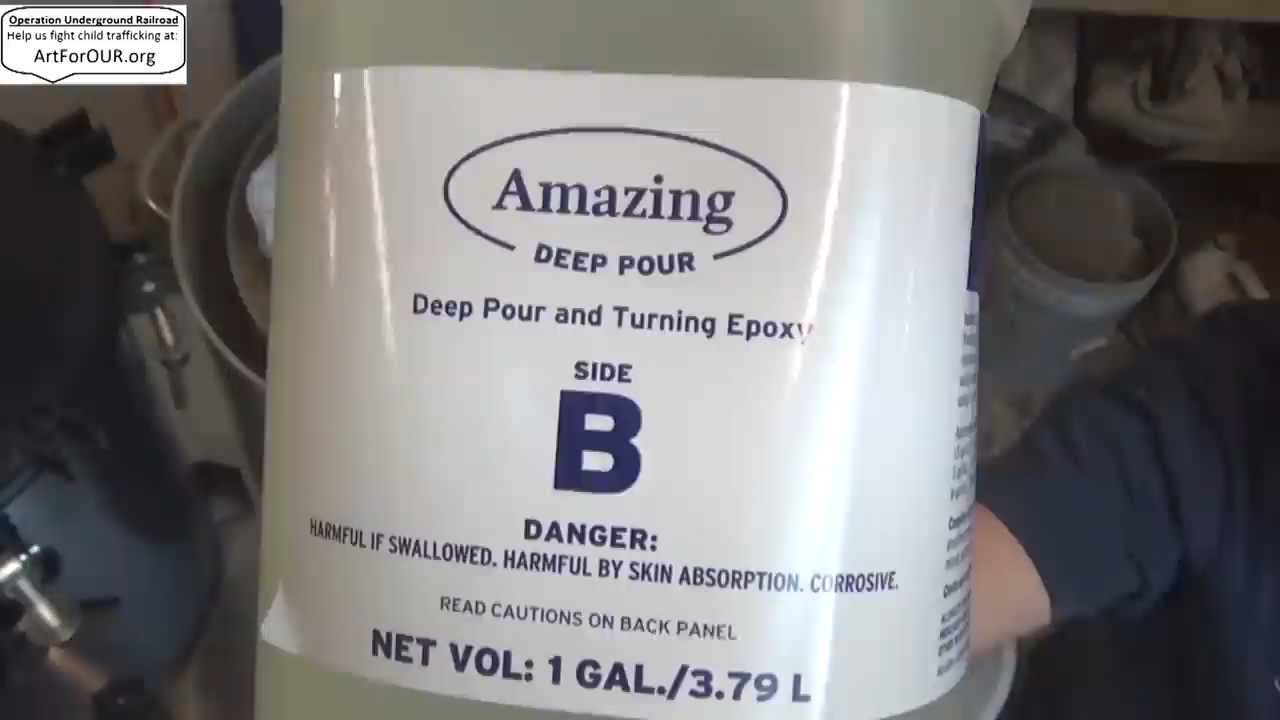 Operation Underground Railroad
Help us fight child trafficking at:
ArtForOUR.org
Amazing
DEEP POUR
Deep Pour and Turning Epoxy
SIDE
B
DANGER:
HARMFUL IF SWALLOWED. HARMFUL BY SKIN ABSORPTION. CORROSIVE.
READ CAUTIONS ON BACK PANEL
NET VOL: 1 GAL./3.79 L